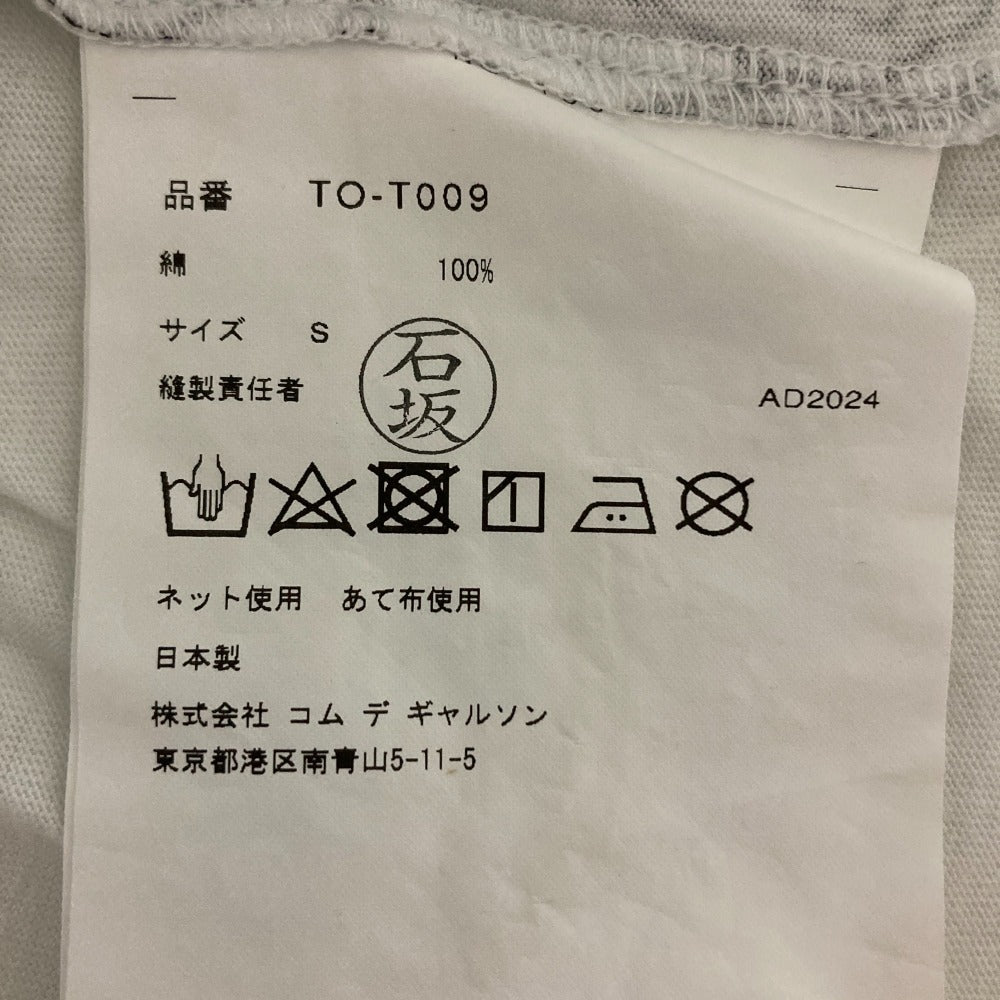 品番 TO-T009
綿 100%
サイズ S
石坂
縫製責任者
AD2024
ネット使用 あて布使用
日本製
株式会社 コム デ ギャルソン
東京都港区南青山5-11-5